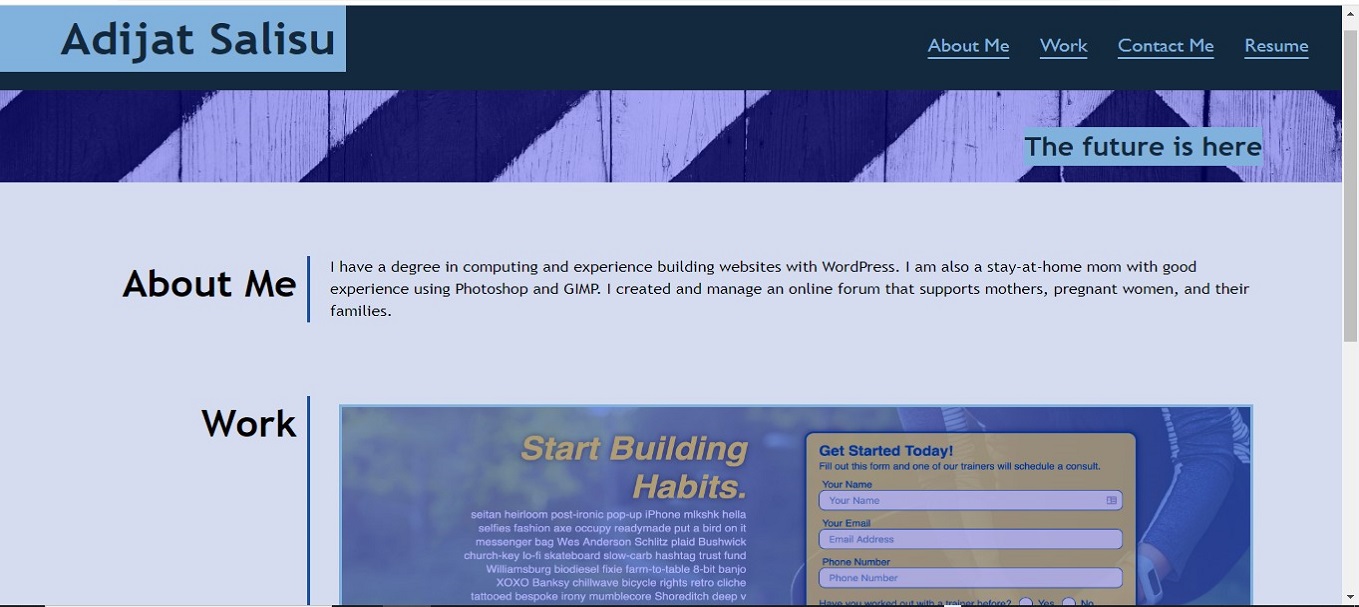 Adijat Salisu
About Me Work Contact Me Resume
The future is here
About Me
I have a degree in computing and experience building websites with WordPress. I am also a stay-at-home mom with good
experience using Photoshop and GIMP. I created and manage an online forum that supports mothers, pregnant women, and their
families.
Work
Start Building
Habits.
seitan heirloom post-ironic pop-up iPhone mlkshk hella
selfies fashion axe occupy readymade put a bird on it
messenger bag Wes Anderson Schlitz plaid Bushwick
church-key lo-fi skateboard slow-carb hashtag trust fund
Williamsburg biodiesel fixie farm-to-table 8-bit banjo
XOXO Banksy chillwave bicycle rights retro cliche
tattooed bespoke irony mumblecore Shoreditch deep v
Get Started Today!
Fill out this form and one of our trainers will schedule a consult.
Your Name
Your Name
Your Email
Email Address
Phone Number
Phone Number
Have you worked out with a trainer before? Yes No